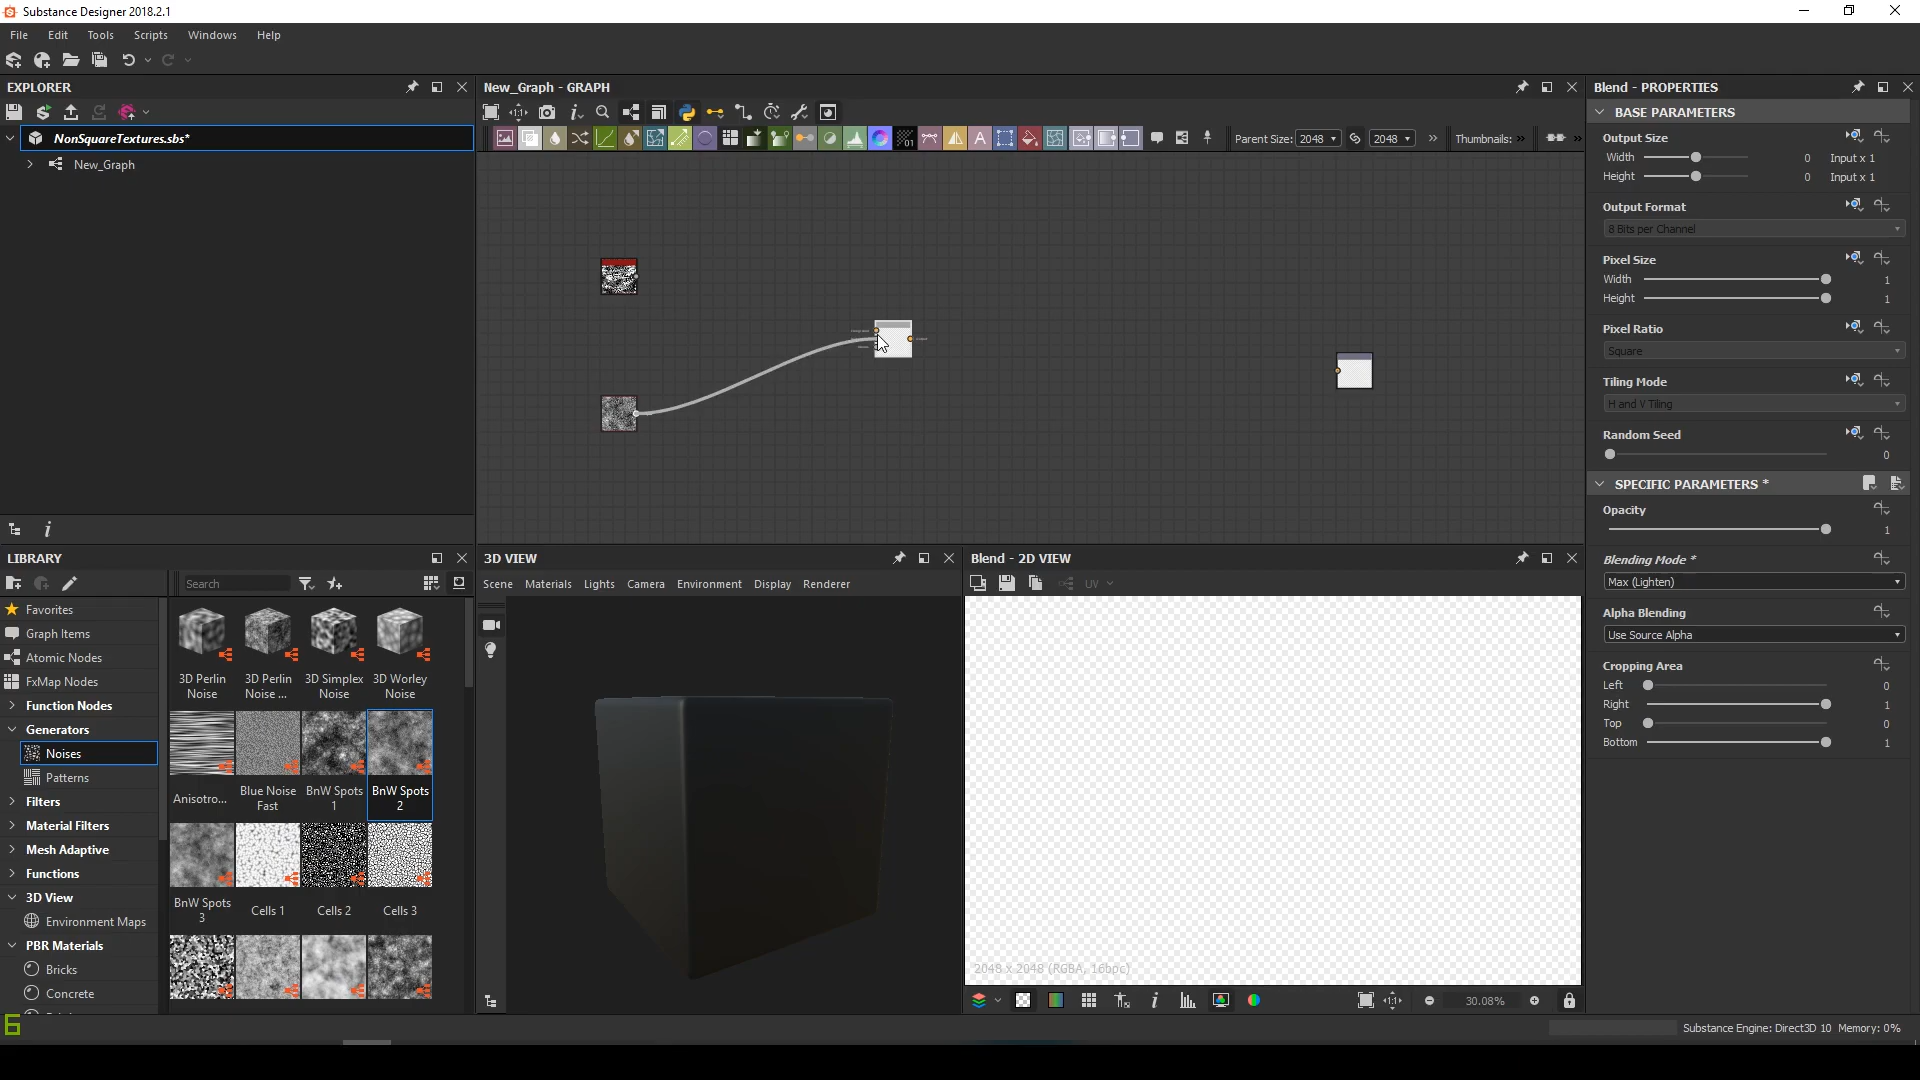 Substance Designer 2018.2.1
File Edit Tools Scripts Windows Help
EXPLORER
NonSquareTextures.sbs*
New_Graph
LIBRARY
Search
Favorites
Graph Items
Atomic Nodes
FxMap Nodes
Function Nodes
Generators
Noises
Patterns
Filters
Material Filters
Mesh Adaptive
Functions
3D View
Environment Maps
PBR Materials
Bricks
Concrete
3D Perlin Noise
3D Perlin Noise ...
3D Simplex Noise
3D Worley Noise
Anisotro...
Blue Noise Fast
BnW Spots 1
BnW Spots 2
BnW Spots 3
Cells 1
Cells 2
Cells 3
New_Graph - GRAPH
Parent Size: 2048 2048 Thumbnails:
3D VIEW
Scene Materials Lights Camera Environment Display Renderer
Blend - 2D VIEW
UV
2048 x 2048 (RGBA, 16bpc)
30.08%
Blend - PROPERTIES
BASE PARAMETERS
Output Size
Width 0 Input x 1
Height 0 Input x 1
Output Format
8 Bits per Channel
Pixel Size
Width 1
Height 1
Pixel Ratio
Square
Tiling Mode
H and V Tiling
Random Seed
0
SPECIFIC PARAMETERS *
Opacity
1
Blending Mode *
Max (Lighten)
Alpha Blending
Use Source Alpha
Cropping Area
Left 0
Right 1
Top 0
Bottom 1
6
Substance Engine: Direct3D 10 Memory: 0%